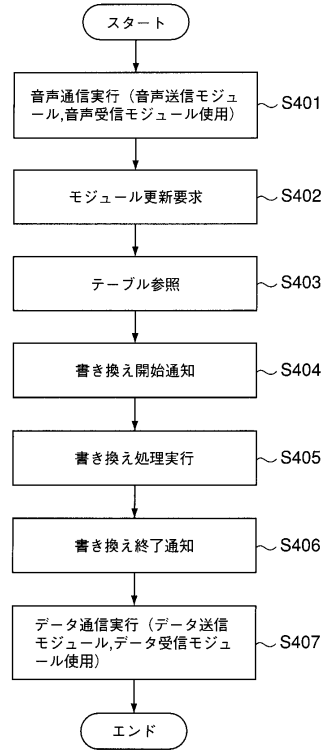 スタート
音声通信実行（音声送信モジュ
ール,音声受信モジュール使用）
S401
モジュール更新要求
S402
テーブル参照
S403
書き換え開始通知
S404
書き換え処理実行
S405
書き換え終了通知
S406
データ通信実行（データ送信
モジュール,データ受信モジュ
ール使用）
S407
エンド